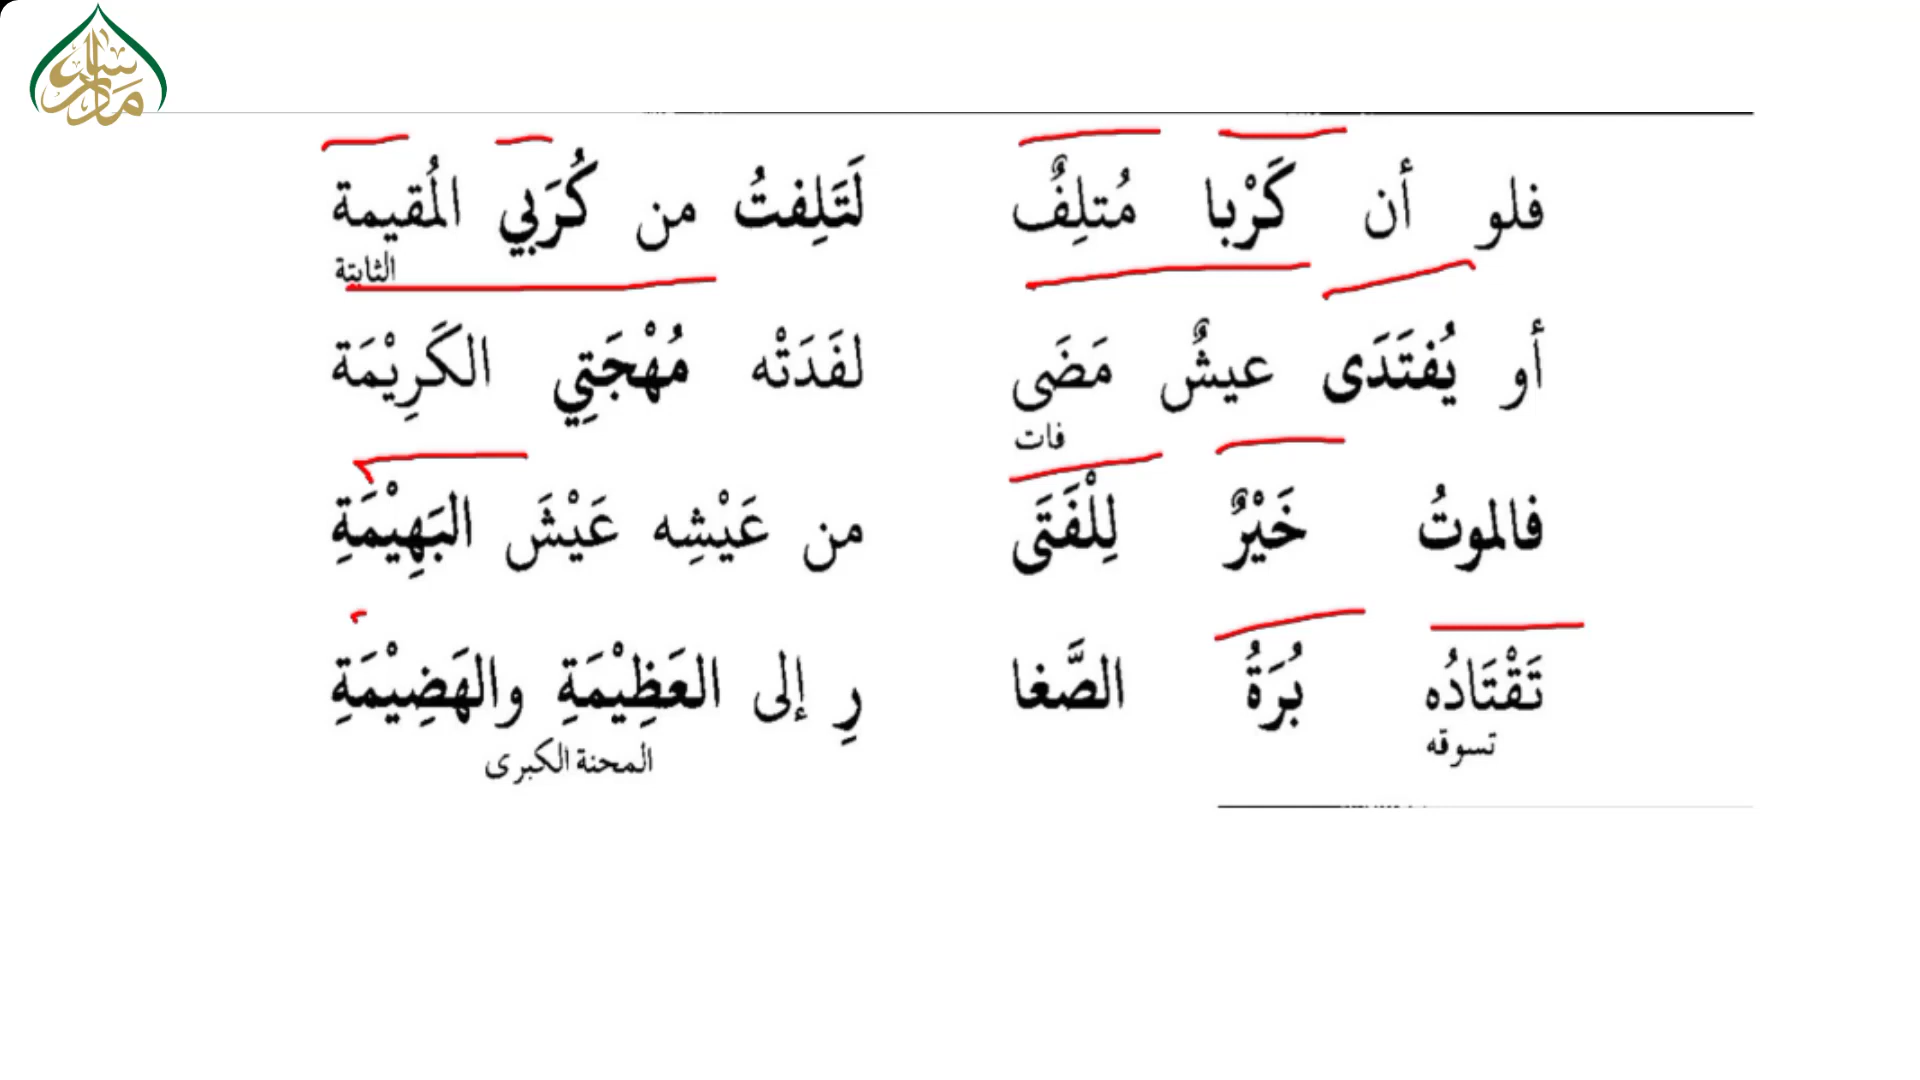 مدارس
فلو أن كَرْبا مُتلِفٌ لَتَلِفتُ من كُرَبي المُقيمة
الثابتة
أو يُفتَدَى عيشٌ مَضَى لفَدَتْه مُهْجَتِي الكَرِيْمَة
فات
فالموتُ خَيْرٌ لِلْفَتَى من عَيْشِه عَيْشَ البَهِيْمَةِ
تَقْتَادُه بُرَةُ الصَّغا رِ إلى العَظِيْمَةِ والهَضِيْمَةِ
تسوقه المحنة الكبرى